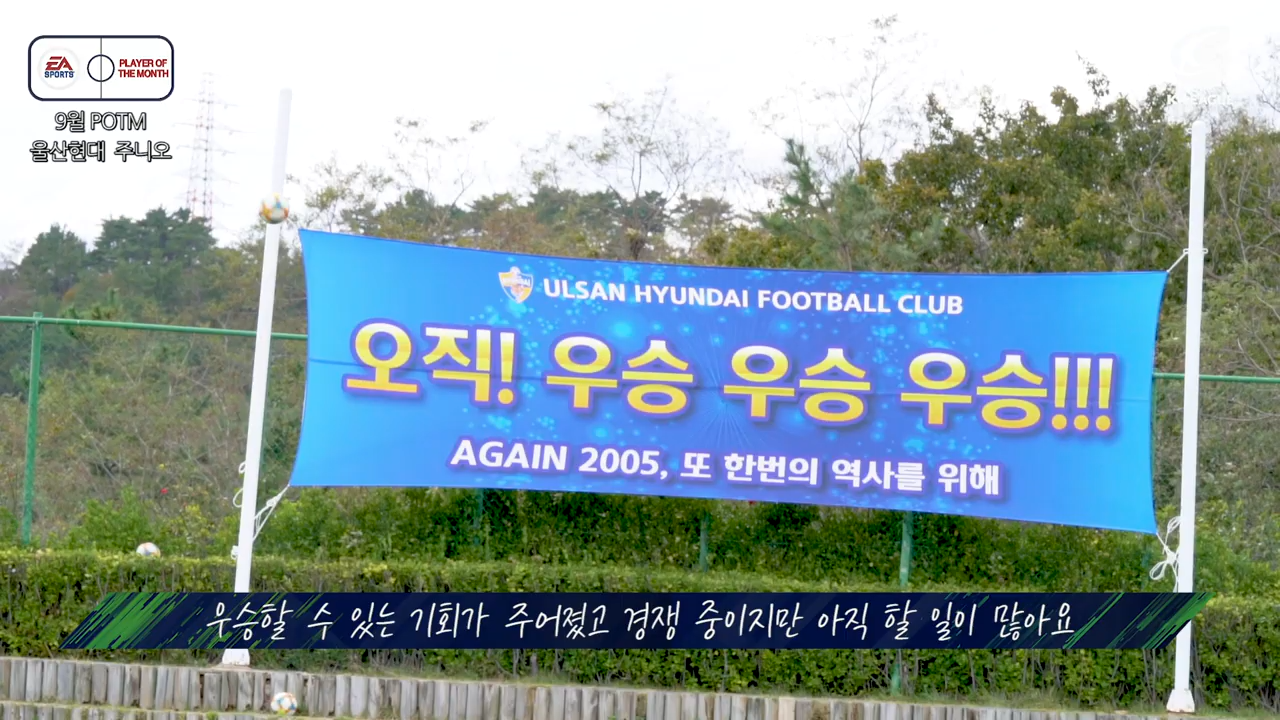 EA SPORTS PLAYER OF THE MONTH
9월 POTM
울산현대 주니오
ULSAN HYUNDAI FOOTBALL CLUB
오직! 우승 우승 우승!!!
AGAIN 2005, 또 한번의 역사를 위해
우승할 수 있는 기회가 주어졌고 경쟁 중이지만 아직 할 일이 많아요